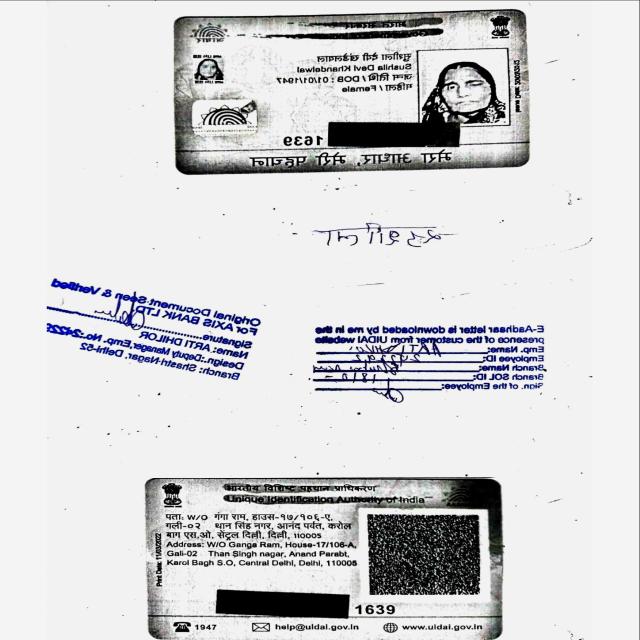 भारत सरकार
सुशीला देवी खंडेलवाल
Sushila Devi Khandelwal
जन्म तिथि / DOB : 01/01/1947
महिला / Female
1639
मेरा आधार, मेरी पहचान
सुशीला
Original Document Seen & Verified
For AXIS BANK LTD.
Signature
Name: ARTI DHILOR
Design.: Deputy Manager, Emp. No.:
Branch: Shastri Nagar, Delhi-52
E-Aadhaar letter is downloaded by me in the
presence of the customer from UIDAI website
Emp. Name: ARTI
Employee ID:
Branch Name:
Branch SOL ID:
Sign. of the Employee:
भारतीय विशिष्ट पहचान प्राधिकरण
Unique Identification Authority of India
पता: W/O गंगा राम, हाउस-१७/१०६-ए,
गली-०२ थान सिंह नगर, आनंद पर्वत, करोल
बाग एस.ओ, सेंट्रल दिल्ली, दिल्ली, 110005
Address: W/O Ganga Ram, House-17/106-A,
Gali-02 Than Singh nagar, Anand Parabt,
Karol Bagh S.O, Central Delhi, Delhi, 110005
Print Date: 11/03/2022
1639
1947
help@uidai.gov.in
www.uidai.gov.in